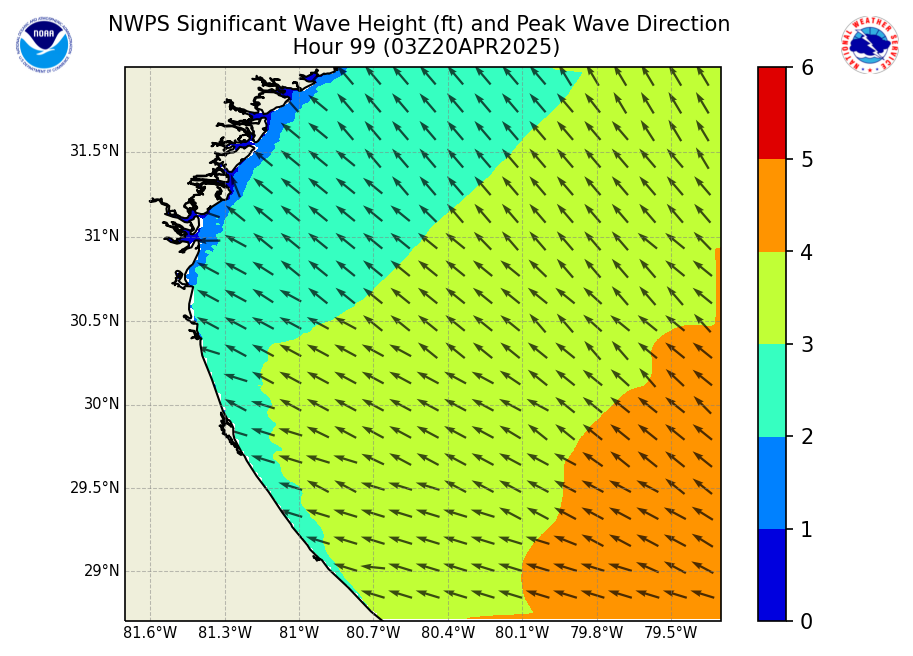 NWPS Significant Wave Height (ft) and Peak Wave Direction
Hour 99 (03Z20APR2025)
NOAA
NATIONAL WEATHER SERVICE
31.5°N
31°N
30.5°N
30°N
29.5°N
29°N
81.6°W 81.3°W 81°W 80.7°W 80.4°W 80.1°W 79.8°W 79.5°W
6
5
4
3
2
1
0